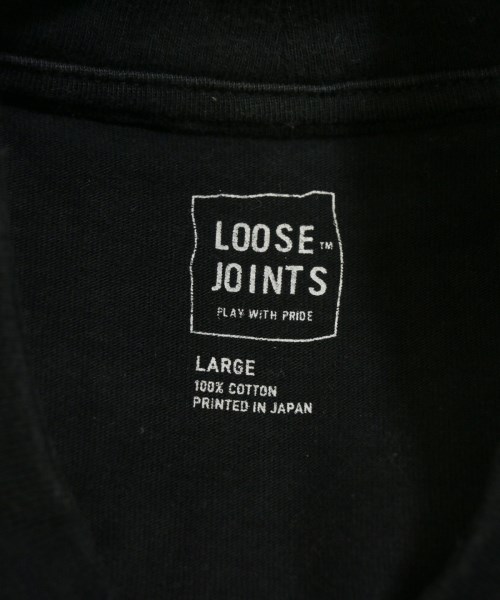 LOOSE™
JOINTS
PLAY WITH PRIDE
LARGE
100% COTTON
PRINTED IN JAPAN